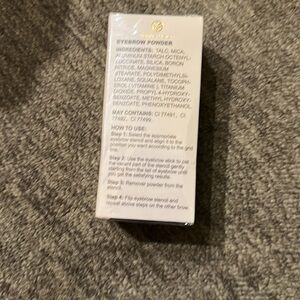 EYEBROW POWDER
INGREDIENTS: TALC, MICA,
ALUMINUM STARCH OCTENYL-
SUCCINATE, SILICA, BORON
NITRIDE, MAGNESIUM
STEARATE, POLYDIMETHYLSI-
LOXANE, SQUALANE, TOCOPH-
EROL (VITAMIN E), TITANIUM
DIOXIDE, PROPYL 4-HYDROXY-
BENZOATE, METHYL HYDROXY-
BENZOATE, PHENOXYETHANOL.
MAY CONTAINS: CI 77491, CI
77492, CI 77499.
HOW TO USE:
Step 1: Select the appropriate
eyebrow stencil and align it to the
position you want according to the grid
line.
Step 2: Use the eyebrow stick to pat
the vacant part of the stencil gently
starting from the tail of eyebrow until
you get the satisfying results.
Step 3: Remove powder from the
stencil.
Step 4: Flip eyebrow stencil and
repeat above steps on the other brow.